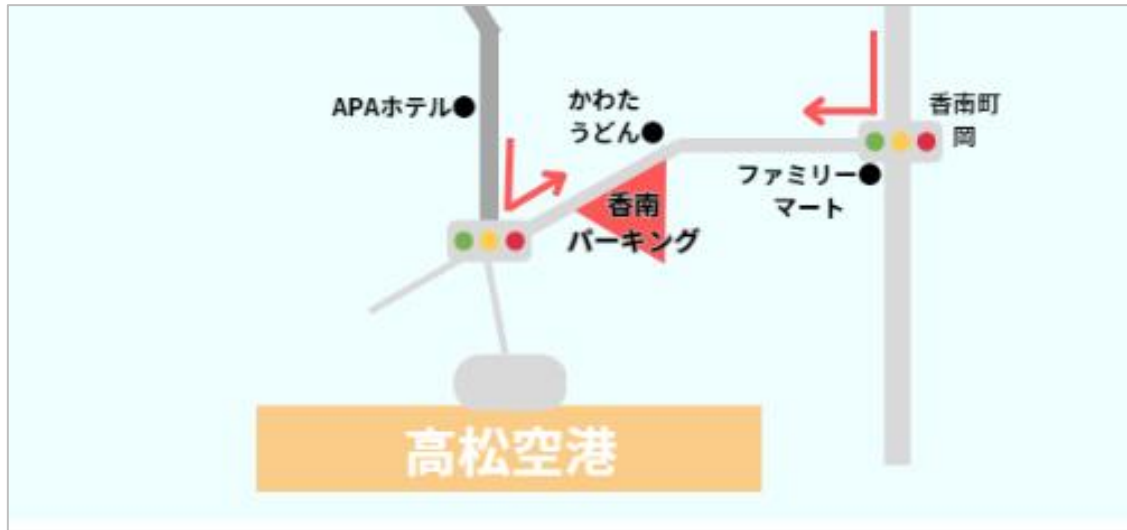 APAホテル
かわた
うどん
香南町
岡
ファミリー
マート
香南
パーキング
高松空港